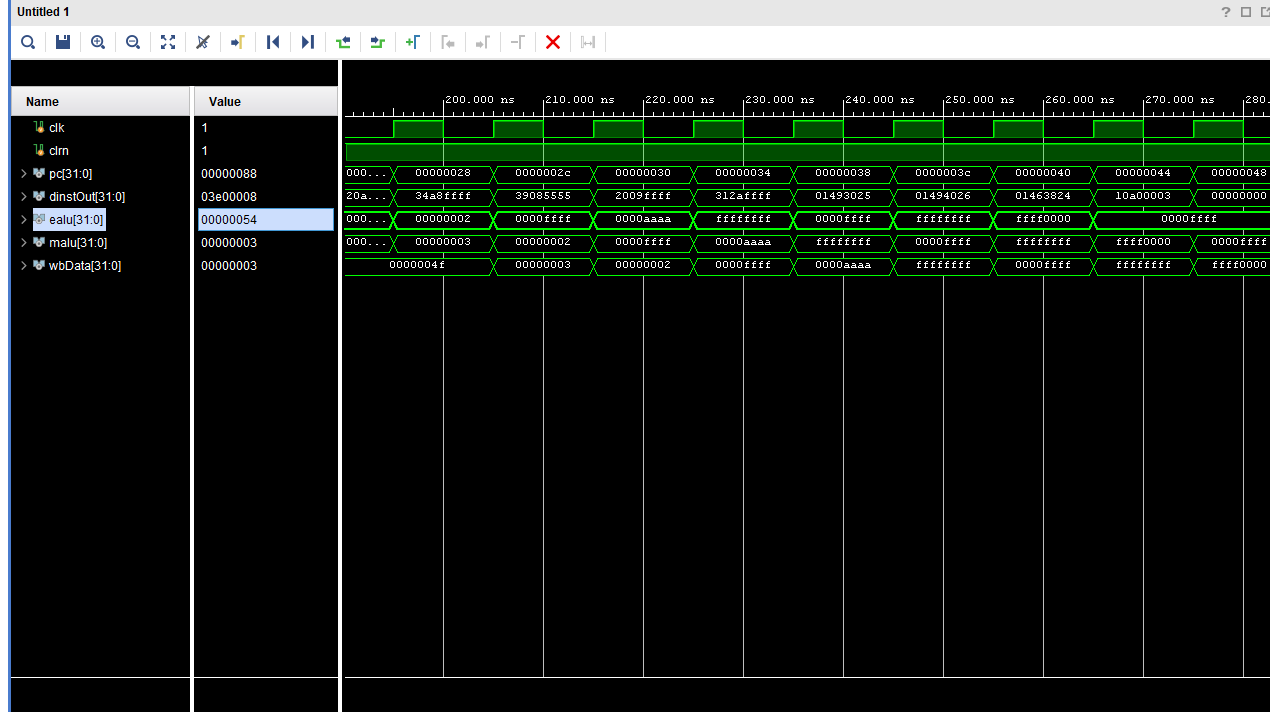 Untitled 1
?
Name Value
200.000 ns 210.000 ns 220.000 ns 230.000 ns 240.000 ns 250.000 ns 260.000 ns 270.000 ns 280.
clk 1
clrn 1
pc[31:0] 00000088 000... 00000028 0000002c 00000030 00000034 00000038 0000003c 00000040 00000044 00000048
dinstOut[31:0] 03e00008 20a... 34a8ffff 39085555 2009ffff 312affff 01493025 01494026 01463824 10a00003 00000000
ealu[31:0] 00000054 000... 00000002 0000ffff 0000aaaa ffffffff 0000ffff ffffffff ffff0000 0000ffff
malu[31:0] 00000003 000... 00000003 00000002 0000ffff 0000aaaa ffffffff 0000ffff ffffffff ffff0000 0000ffff
wbData[31:0] 00000003 0000004f 00000003 00000002 0000ffff 0000aaaa ffffffff 0000ffff ffffffff ffff0000